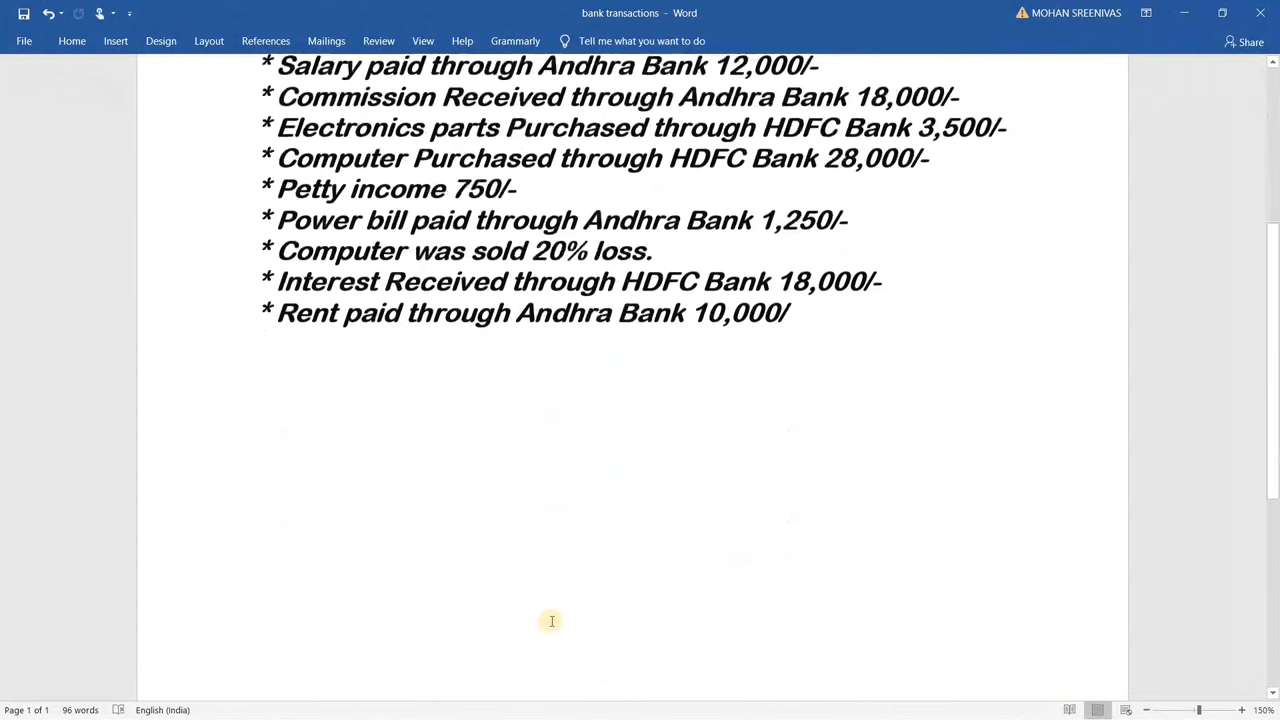 bank transactions - Word
MOHAN SREENIVAS
File Home Insert Design Layout References Mailings Review View Help Grammarly Tell me what you want to do Share
* Salary paid through Andhra Bank 12,000/-
* Commission Received through Andhra Bank 18,000/-
* Electronics parts Purchased through HDFC Bank 3,500/-
* Computer Purchased through HDFC Bank 28,000/-
* Petty income 750/-
* Power bill paid through Andhra Bank 1,250/-
* Computer was sold 20% loss.
* Interest Received through HDFC Bank 18,000/-
* Rent paid through Andhra Bank 10,000/
Page 1 of 1 96 words English (India) 150%